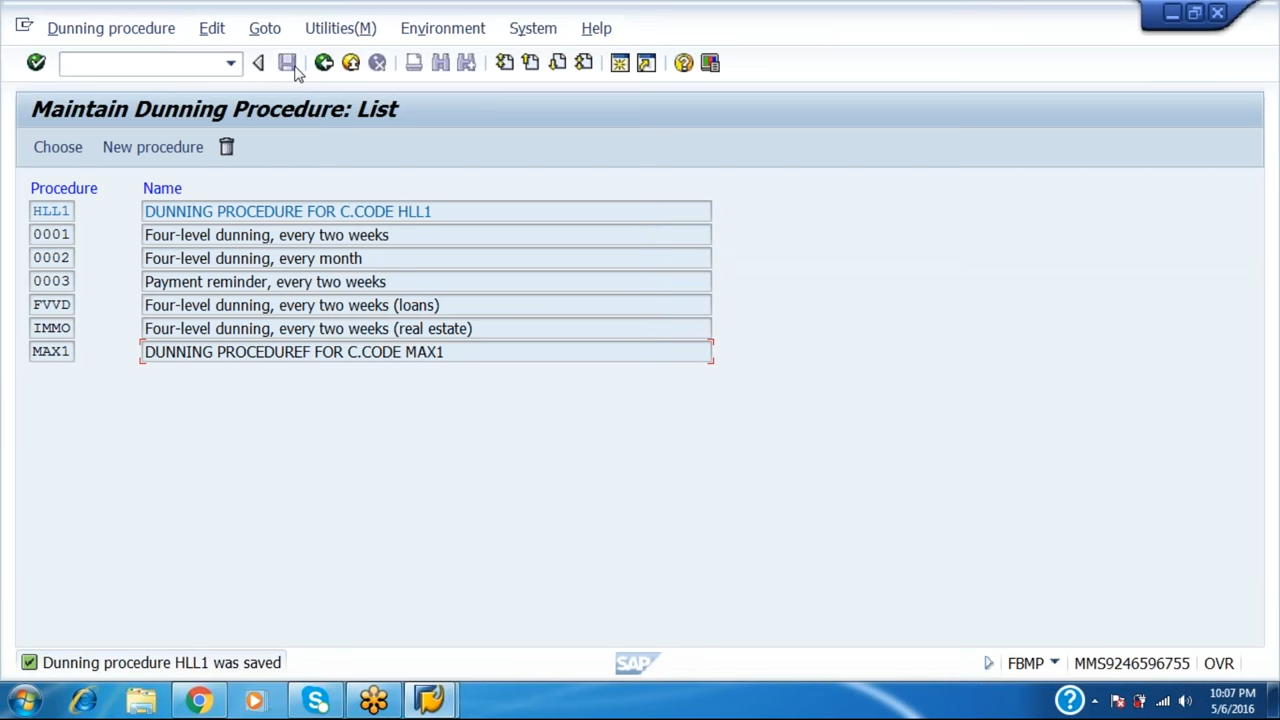 Dunning procedure Edit Goto Utilities(M) Environment System Help
Maintain Dunning Procedure: List
Choose New procedure
Procedure Name
HLL1 DUNNING PROCEDURE FOR C.CODE HLL1
0001 Four-level dunning, every two weeks
0002 Four-level dunning, every month
0003 Payment reminder, every two weeks
FVVD Four-level dunning, every two weeks (loans)
IMMO Four-level dunning, every two weeks (real estate)
MAX1 DUNNING PROCEDUREF FOR C.CODE MAX1
Dunning procedure HLL1 was saved SAP FBMP MMS9246596755 OVR
10:07 PM
5/6/2016